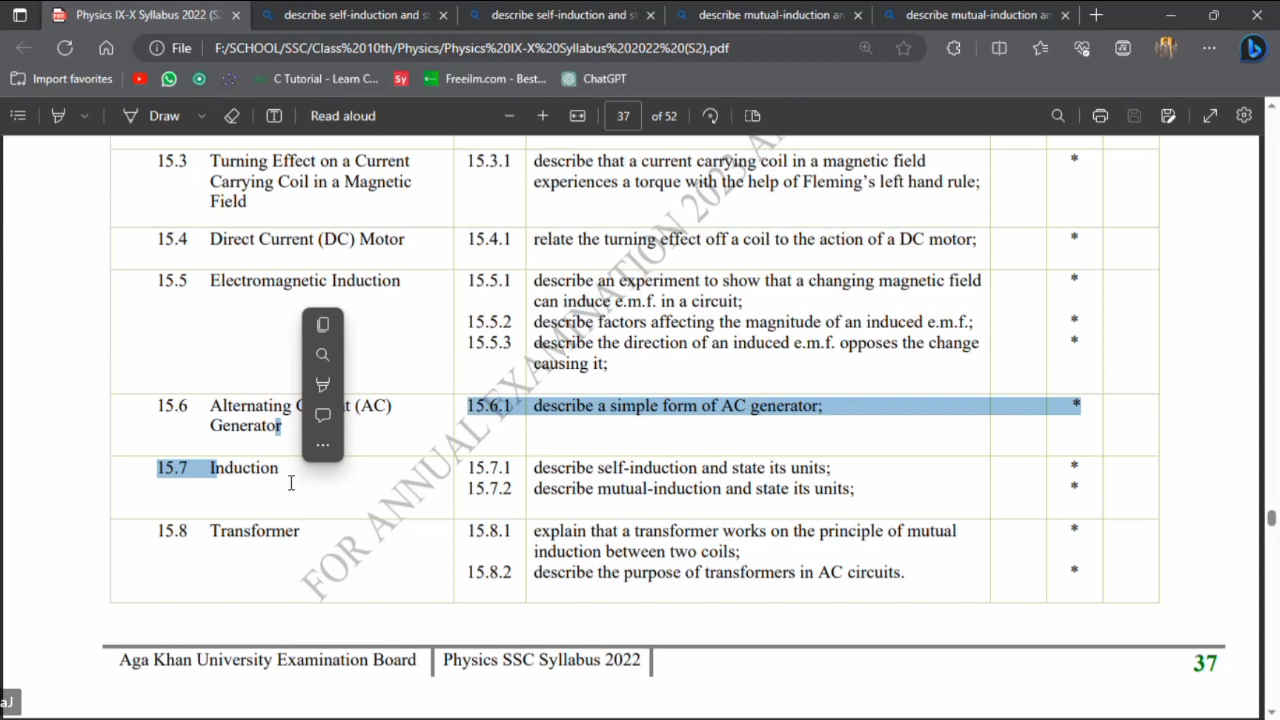 Physics IX-X Syllabus 2022 (S
describe self-induction and st
describe self-induction and st
describe mutual-induction an
describe mutual-induction an
File
F:/SCHOOL/SSC/Class%2010th/Physics/Physics%20IX-X%20Syllabus%202022%20(S2).pdf
Import favorites
C Tutorial - Learn C...
Sy
Freeilm.com - Best...
ChatGPT
Draw
Read aloud
37 of 52
15.3 Turning Effect on a Current
Carrying Coil in a Magnetic
Field
15.3.1 describe that a current carrying coil in a magnetic field *
experiences a torque with the help of Fleming's left hand rule;
15.4 Direct Current (DC) Motor
15.4.1 relate the turning effect off a coil to the action of a DC motor; *
15.5 Electromagnetic Induction
15.5.1 describe an experiment to show that a changing magnetic field *
can induce e.m.f. in a circuit;
15.5.2 describe factors affecting the magnitude of an induced e.m.f.; *
15.5.3 describe the direction of an induced e.m.f. opposes the change *
causing it;
15.6 Alternating C t (AC)
Generator
15.6.1 describe a simple form of AC generator; *
15.7 Induction
15.7.1 describe self-induction and state its units; *
15.7.2 describe mutual-induction and state its units; *
15.8 Transformer
15.8.1 explain that a transformer works on the principle of mutual *
induction between two coils;
15.8.2 describe the purpose of transformers in AC circuits. *
FOR ANNUAL EXAMINATION 2023
Aga Khan University Examination Board
Physics SSC Syllabus 2022
37
aJ